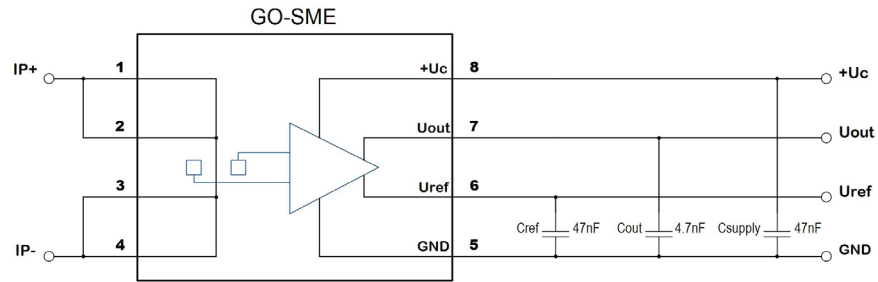 GO-SME
IP+ 1 +Uc 8 +Uc
2 Uout 7 Uout
3 Uref 6 Uref
Cref 47nF Cout 4.7nF Csupply 47nF
IP- 4 GND 5 GND